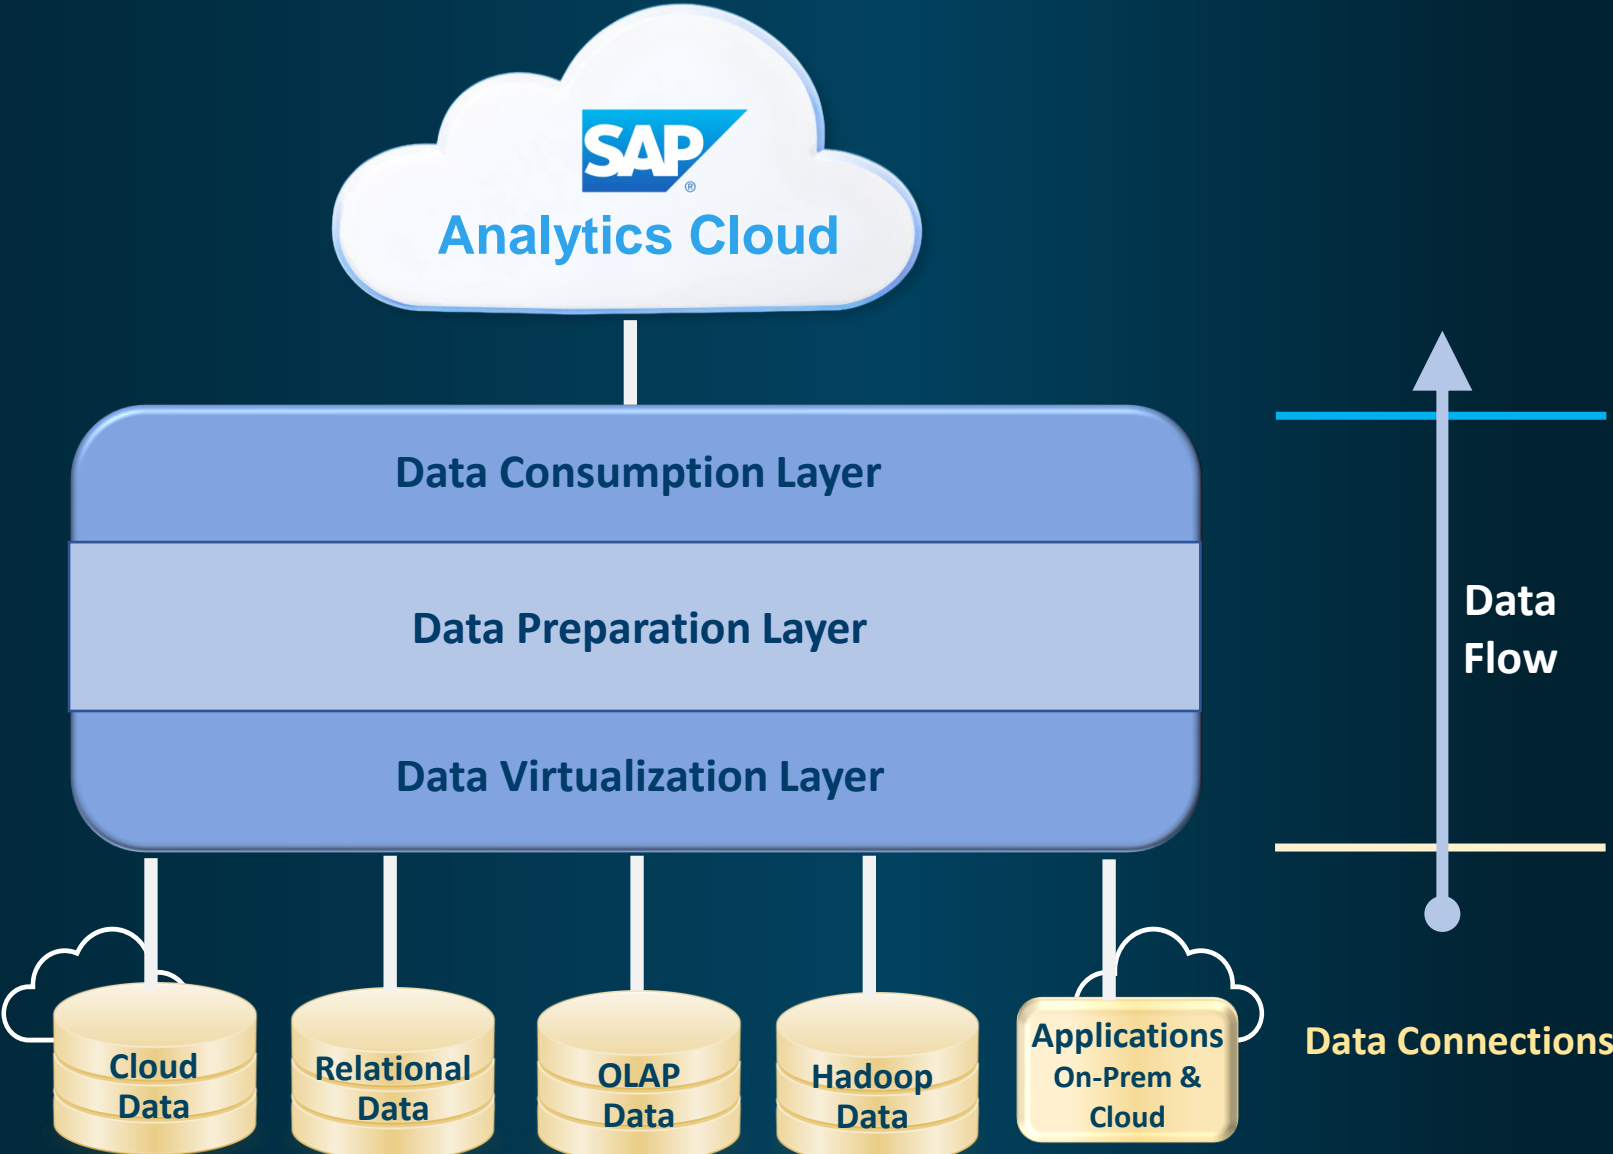 SAP
®
Analytics Cloud
Data Consumption Layer
Data Preparation Layer
Data Virtualization Layer
Data
Flow
Cloud
Data
Relational
Data
OLAP
Data
Hadoop
Data
Applications
On-Prem &
Cloud
Data Connections